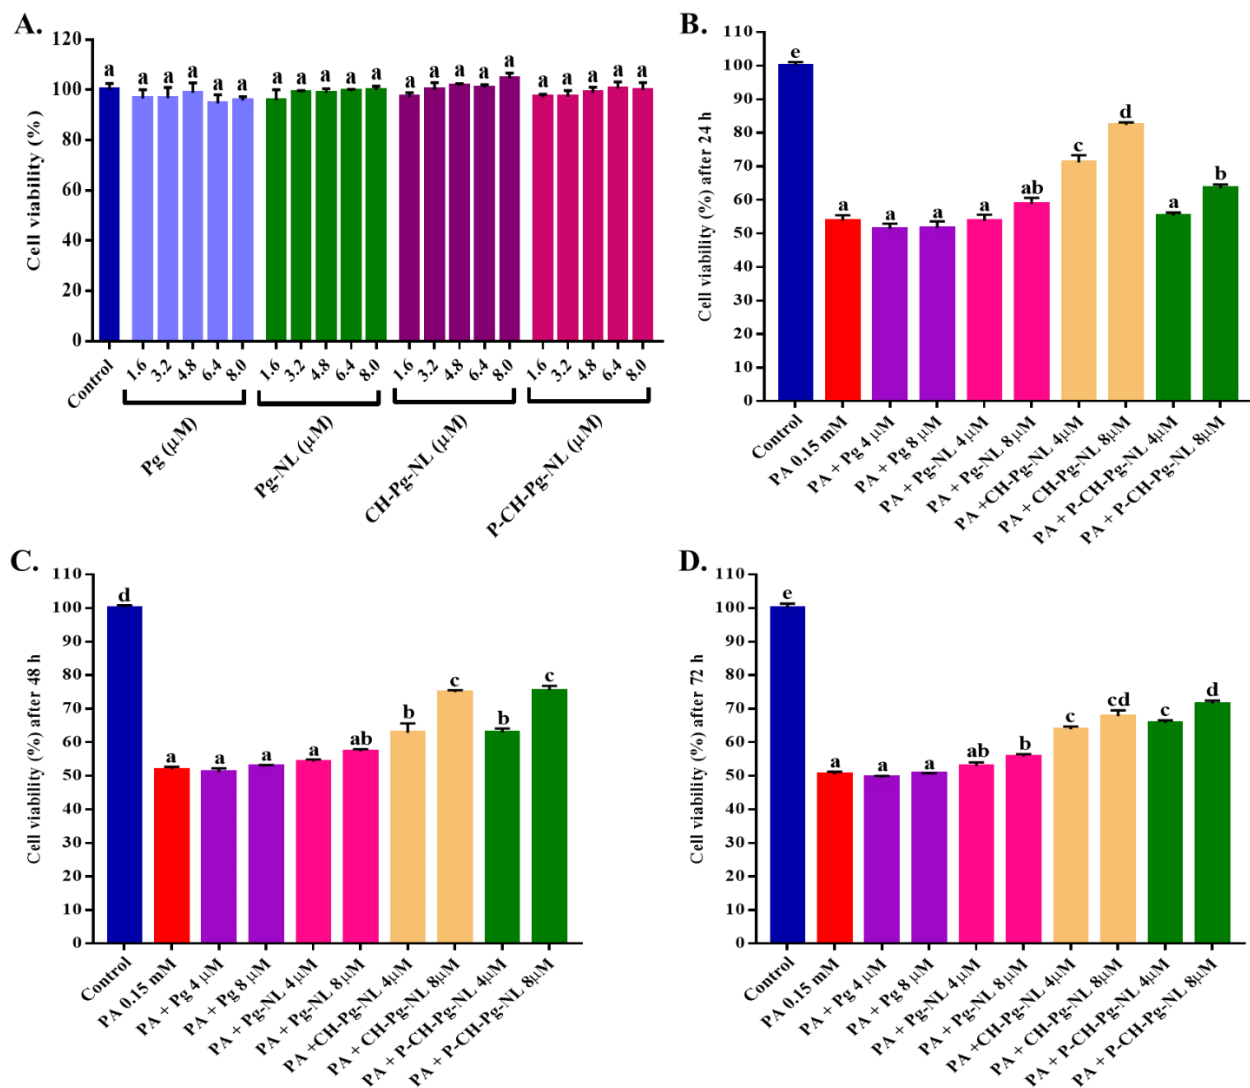 A.
Cell viability (%)
120
100
80
60
40
20
0
a a a a a a a a a a a a a a a a a a a a a
Control 1.6 3.2 4.8 6.4 8.0 1.6 3.2 4.8 6.4 8.0 1.6 3.2 4.8 6.4 8.0 1.6 3.2 4.8 6.4 8.0
Pg (µM) Pg-NL (µM) CH-Pg-NL (µM) P-CH-Pg-NL (µM)
B.
Cell viability (%) after 24 h
110
100
90
80
70
60
50
40
30
20
10
0
e a a a a ab c d a b
Control
PA 0.15 mM
PA + Pg 4 µM
PA + Pg 8 µM
PA + Pg-NL 4 µM
PA + Pg-NL 8 µM
PA +CH-Pg-NL 4µM
PA + CH-Pg-NL 8µM
PA + P-CH-Pg-NL 4µM
PA + P-CH-Pg-NL 8µM
C.
Cell viability (%) after 48 h
110
100
90
80
70
60
50
40
30
20
10
0
d a a a a ab b c b c
Control
PA 0.15 mM
PA + Pg 4 µM
PA + Pg 8 µM
PA + Pg-NL 4 µM
PA + Pg-NL 8 µM
PA +CH-Pg-NL 4µM
PA + CH-Pg-NL 8µM
PA + P-CH-Pg-NL 4µM
PA + P-CH-Pg-NL 8µM
D.
Cell viability (%) after 72 h
110
100
90
80
70
60
50
40
30
20
10
0
e a a a ab b c cd c d
Control
PA 0.15 mM
PA + Pg 4 µM
PA + Pg 8 µM
PA + Pg-NL 4 µM
PA + Pg-NL 8 µM
PA +CH-Pg-NL 4µM
PA + CH-Pg-NL 8µM
PA + P-CH-Pg-NL 4µM
PA + P-CH-Pg-NL 8µM